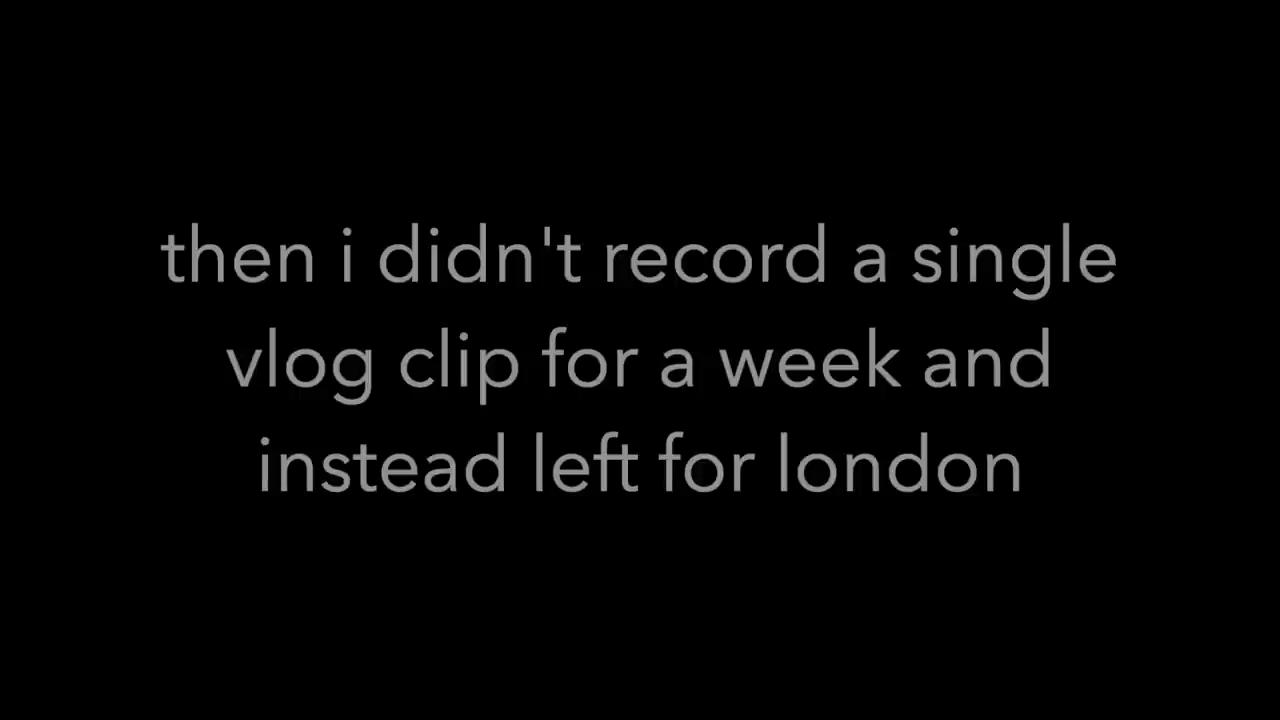 then i didn't record a single
vlog clip for a week and
instead left for london